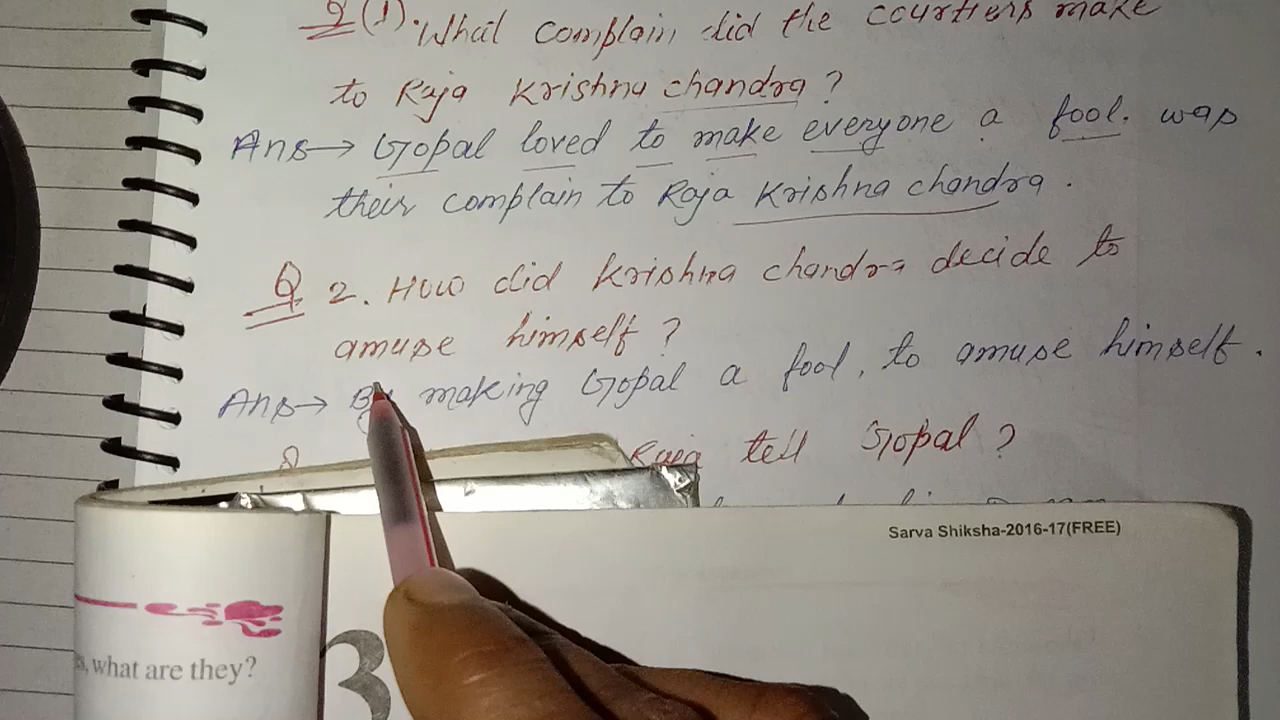 Q(1). What complain did the courtiers make
to Raja Krishna chandra?
Ans→ Gopal loved to make everyone a fool. was
their complain to Raja Krishna chandra.
Q 2. How did Krishna chandra decide to
amuse himself?
Ans→ By making Gopal a fool, to amuse himself.
Raja tell Gopal?
Sarva Shiksha-2016-17(FREE)
, what are they?
3